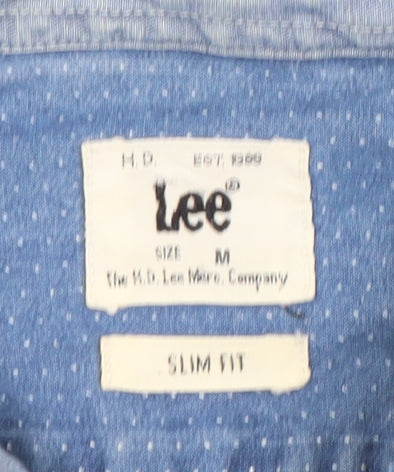 H.D. EST. 1889
Lee®
SIZE M
the H.D. Lee Merc. Company
SLIM FIT